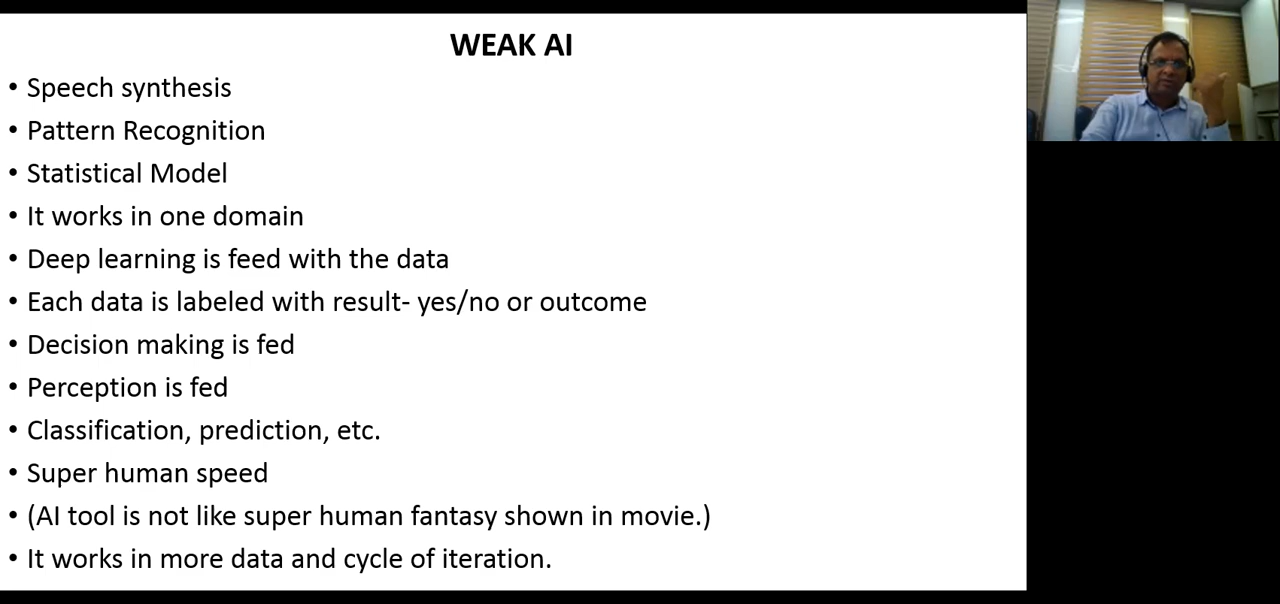 WEAK AI
• Speech synthesis
• Pattern Recognition
• Statistical Model
• It works in one domain
• Deep learning is feed with the data
• Each data is labeled with result- yes/no or outcome
• Decision making is fed
• Perception is fed
• Classification, prediction, etc.
• Super human speed
• (AI tool is not like super human fantasy shown in movie.)
• It works in more data and cycle of iteration.